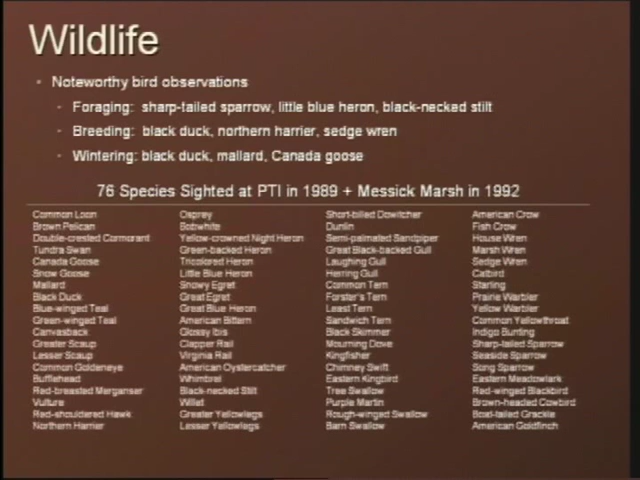 Wildlife
Noteworthy bird observations
Foraging: sharp-tailed sparrow, little blue heron, black-necked stilt
Breeding: black duck, northern harrier, sedge wren
Wintering: black duck, mallard, Canada goose
76 Species Sighted at PTI in 1989 + Messick Marsh in 1992
Common Loon
Brown Pelican
Double-crested Cormorant
Tundra Swan
Canada Goose
Snow Goose
Mallard
Black Duck
Blue-winged Teal
Green-winged Teal
Canvasback
Greater Scaup
Lesser Scaup
Common Goldeneye
Bufflehead
Red-breasted Merganser
Vulture
Red-shouldered Hawk
Northern Harrier
Osprey
Bobwhite
Yellow-crowned Night Heron
Green-backed Heron
Tricolored Heron
Little Blue Heron
Snowy Egret
Great Egret
Great Blue Heron
American Bittern
Glossy Ibis
Clapper Rail
Virginia Rail
American Oystercatcher
Whimbrel
Black-necked Stilt
Willet
Greater Yellowlegs
Lesser Yellowlegs
Short-billed Dowitcher
Dunlin
Semi-palmated Sandpiper
Great Black-backed Gull
Laughing Gull
Herring Gull
Common Tern
Forster's Tern
Least Tern
Sandwich Tern
Black Skimmer
Mourning Dove
Kingfisher
Chimney Swift
Eastern Kingbird
Tree Swallow
Purple Martin
Rough-winged Swallow
Barn Swallow
American Crow
Fish Crow
House Wren
Marsh Wren
Sedge Wren
Catbird
Starling
Prairie Warbler
Yellow Warbler
Common Yellowthroat
Indigo Bunting
Sharp-tailed Sparrow
Seaside Sparrow
Song Sparrow
Eastern Meadowlark
Red-winged Blackbird
Brown-headed Cowbird
Boat-tailed Grackle
American Goldfinch